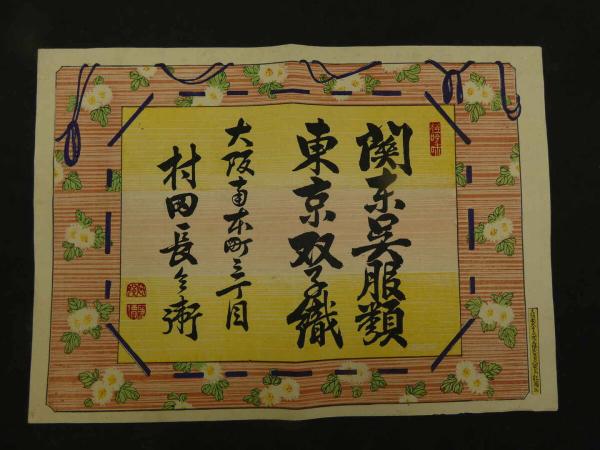 関东呉服類
東京双子織
大阪南本町三丁目
村田長兵衛